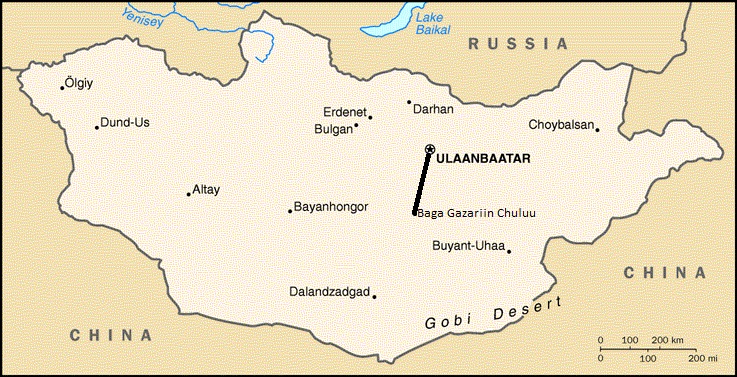 Yenisey
Lake
Baikal
RUSSIA
Ölgiy
Dund-Us
Erdenet
Bulgan
Darhan
Choybalsan
ULAANBAATAR
Altay
Bayanhongor
Baga Gazariin Chuluu
Buyant-Uhaa
Dalandzadgad
Gobi Desert
CHINA
CHINA
0 100 200 km
0 100 200 mi